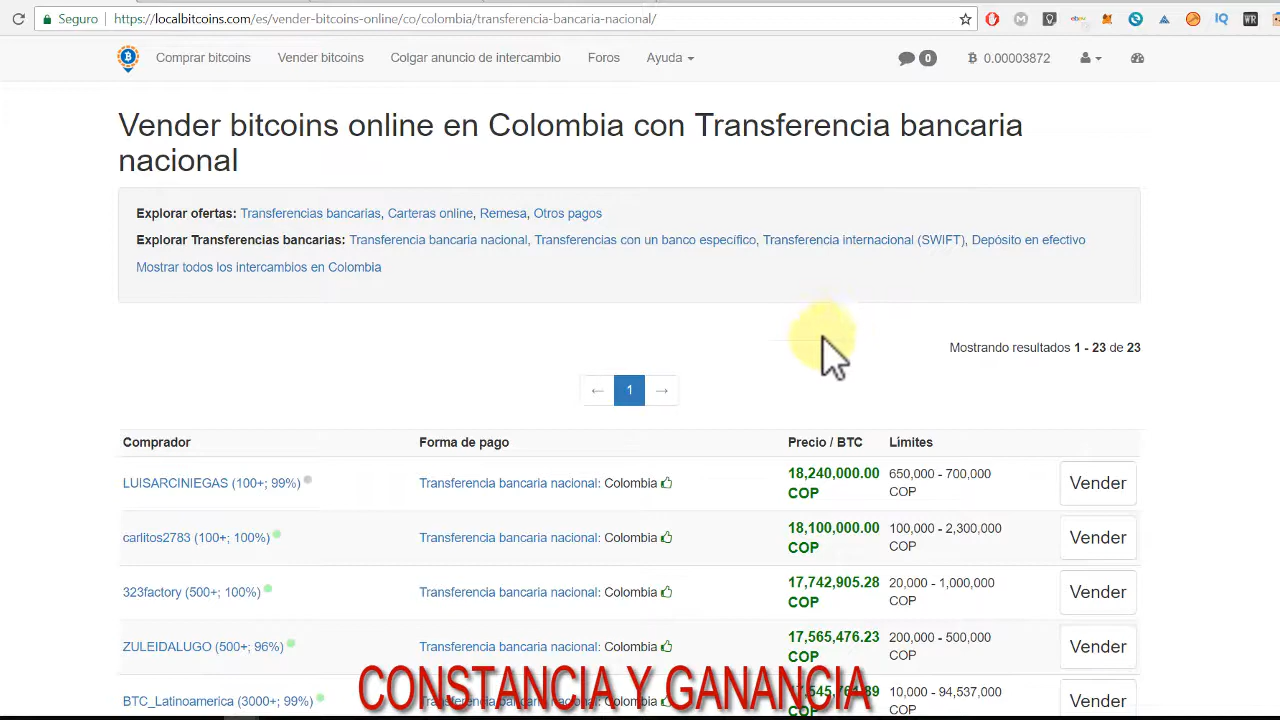 Seguro https://localbitcoins.com/es/vender-bitcoins-online/co/colombia/transferencia-bancaria-nacional/
Comprar bitcoins Vender bitcoins Colgar anuncio de intercambio Foros Ayuda 0 0.00003872
Vender bitcoins online en Colombia con Transferencia bancaria
nacional
Explorar ofertas: Transferencias bancarias, Carteras online, Remesa, Otros pagos
Explorar Transferencias bancarias: Transferencia bancaria nacional, Transferencias con un banco específico, Transferencia internacional (SWIFT), Depósito en efectivo
Mostrar todos los intercambios en Colombia
Mostrando resultados 1 - 23 de 23
← 1 →
Comprador Forma de pago Precio / BTC Límites
LUISARCINIEGAS (100+; 99%) Transferencia bancaria nacional: Colombia 18,240,000.00 COP 650,000 - 700,000 COP Vender
carlitos2783 (100+; 100%) Transferencia bancaria nacional: Colombia 18,100,000.00 COP 100,000 - 2,300,000 COP Vender
323factory (500+; 100%) Transferencia bancaria nacional: Colombia 17,742,905.28 COP 20,000 - 1,000,000 COP Vender
ZULEIDALUGO (500+; 96%) Transferencia bancaria nacional: Colombia 17,565,476.23 COP 200,000 - 500,000 COP Vender
BTC_Latinoamerica (3000+; 99%) Transferencia bancaria nacional: Colombia COP 10,000 - 94,537,000 COP Vender
CONSTANCIA Y GANANCIA